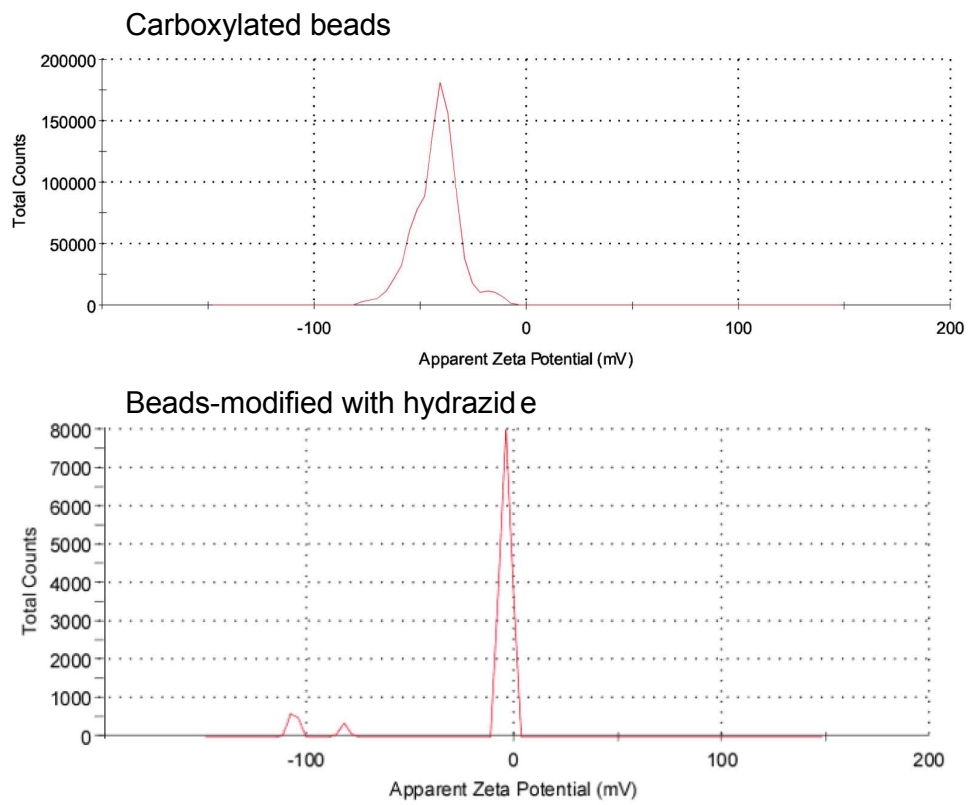 Carboxylated beads
200000
150000
100000
50000
0
Total Counts
-100 0 100 200
Apparent Zeta Potential (mV)
Beads-modified with hydrazid e
8000
7000
6000
5000
4000
3000
2000
1000
0
Total Counts
-100 0 100 200
Apparent Zeta Potential (mV)